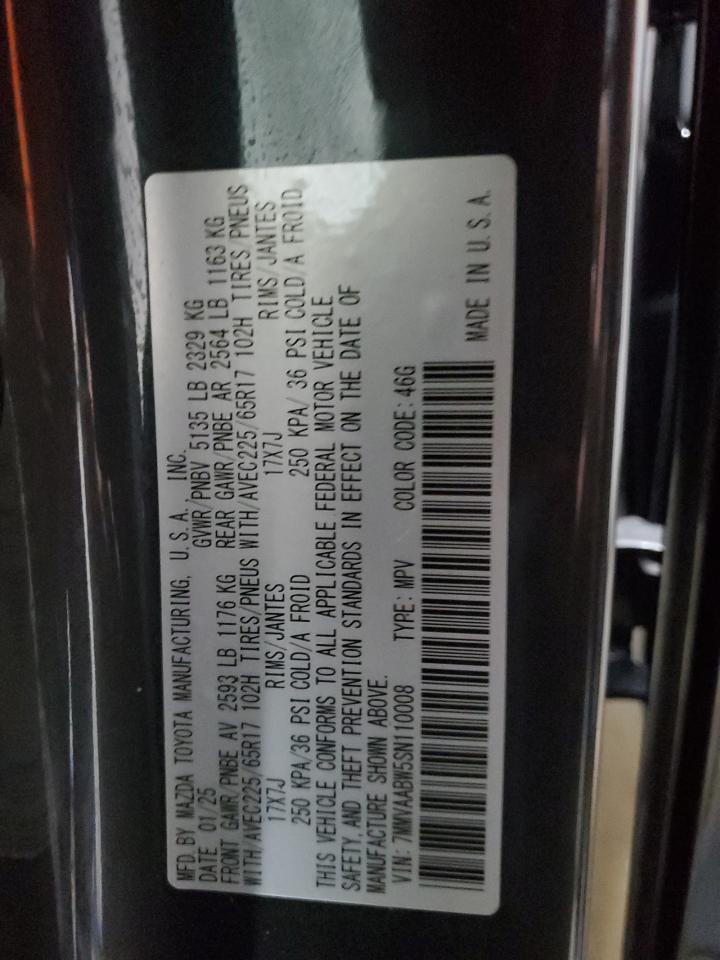 MFD. BY MAZDA TOYOTA MANUFACTURING, U.S.A., INC.
DATE 01/25 GVWR/PNBV 5135 LB 2329 KG
FRONT GAWR/PNBE AV 2593 LB 1176 KG REAR GAWR/PNBE AR 2564 LB 1163 KG
WITH/AVEC225/65R17 102H TIRES/PNEUS WITH/AVEC225/65R17 102H TIRES/PNEUS
17X7J RIMS/JANTES 17X7J RIMS/JANTES
250 KPA/36 PSI COLD/A FROID 250 KPA/ 36 PSI COLD/A FROID
THIS VEHICLE CONFORMS TO ALL APPLICABLE FEDERAL MOTOR VEHICLE
SAFETY, AND THEFT PREVENTION STANDARDS IN EFFECT ON THE DATE OF
MANUFACTURE SHOWN ABOVE.
VIN: 7MMVAABW5SN110008 TYPE: MPV COLOR CODE: 46G
MADE IN U.S.A.